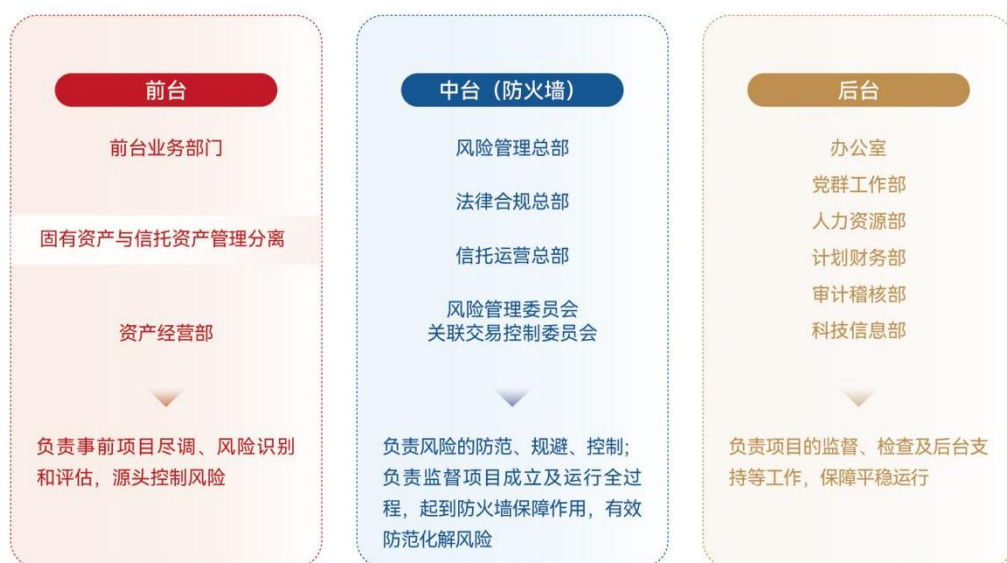 前台
前台业务部门
固有资产与信托资产管理分离
资产经营部
负责事前项目尽调、风险识别
和评估，源头控制风险
中台（防火墙）
风险管理总部
法律合规总部
信托运营总部
风险管理委员会
关联交易控制委员会
负责风险的防范、规避、控制；
负责监督项目成立及运行全过
程，起到防火墙保障作用，有效
防范化解风险
后台
办公室
党群工作部
人力资源部
计划财务部
审计稽核部
科技信息部
负责项目的监督、检查及后台支
持等工作，保障平稳运行